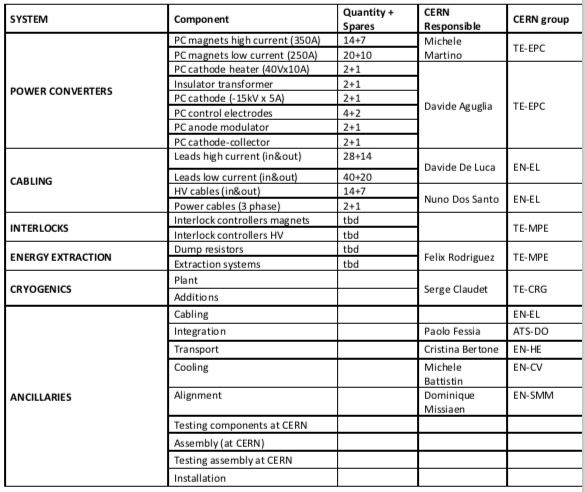 SYSTEM Component Quantity + Spares CERN Responsible CERN group
POWER CONVERTERS
PC magnets high current (350A) 14+7 Michele Martino TE-EPC
PC magnets low current (250A) 20+10
PC cathode heater (40Vx10A) 2+1 Davide Aguglia TE-EPC
Insulator transformer 2+1
PC cathode (-15kV x 5A) 2+1
PC control electrodes 4+2
PC anode modulator 2+1
PC cathode-collector 2+1
CABLING
Leads high current (in&out) 28+14 Davide De Luca EN-EL
Leads low current (in&out) 40+20
HV cables (in&out) 14+7 Nuno Dos Santo EN-EL
Power cables (3 phase) 2+1
INTERLOCKS
Interlock controllers magnets tbd TE-MPE
Interlock controllers HV tbd
ENERGY EXTRACTION
Dump resistors tbd Felix Rodriguez TE-MPE
Extraction systems tbd
CRYOGENICS
Plant Serge Claudet TE-CRG
Additions
ANCILLARIES
Cabling EN-EL
Integration Paolo Fessia ATS-DO
Transport Cristina Bertone EN-HE
Cooling Michele Battistin EN-CV
Alignment Dominique Missiaen EN-SMM
Testing components at CERN
Assembly (at CERN)
Testing assembly at CERN
Installation